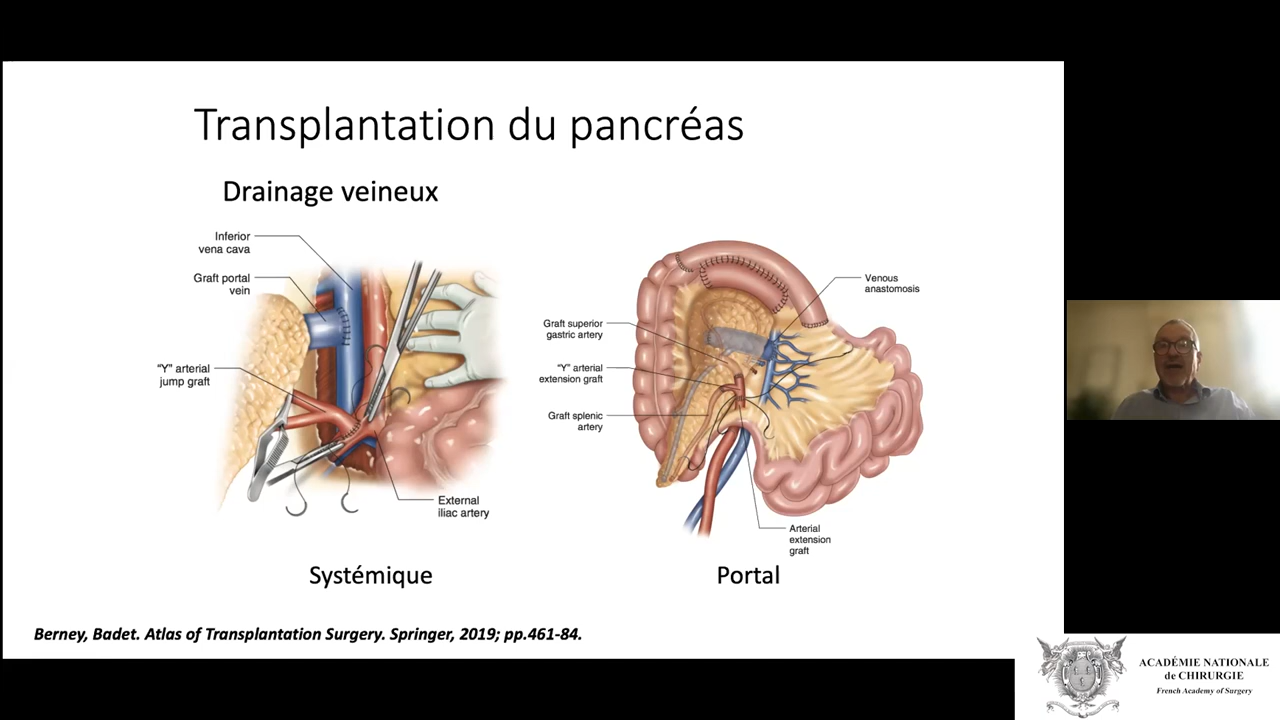 Transplantation du pancréas
Drainage veineux
Inferior
vena cava
Graft portal
vein
“Y” arterial
jump graft
External
iliac artery
Systémique
Venous
anastomosis
Graft superior
gastric artery
“Y” arterial
extension graft
Graft splenic
artery
Arterial
extension
graft
Portal
Berney, Badet. Atlas of Transplantation Surgery. Springer, 2019; pp.461-84.
ACADÉMIE NATIONALE
de CHIRURGIE
French Academy of Surgery